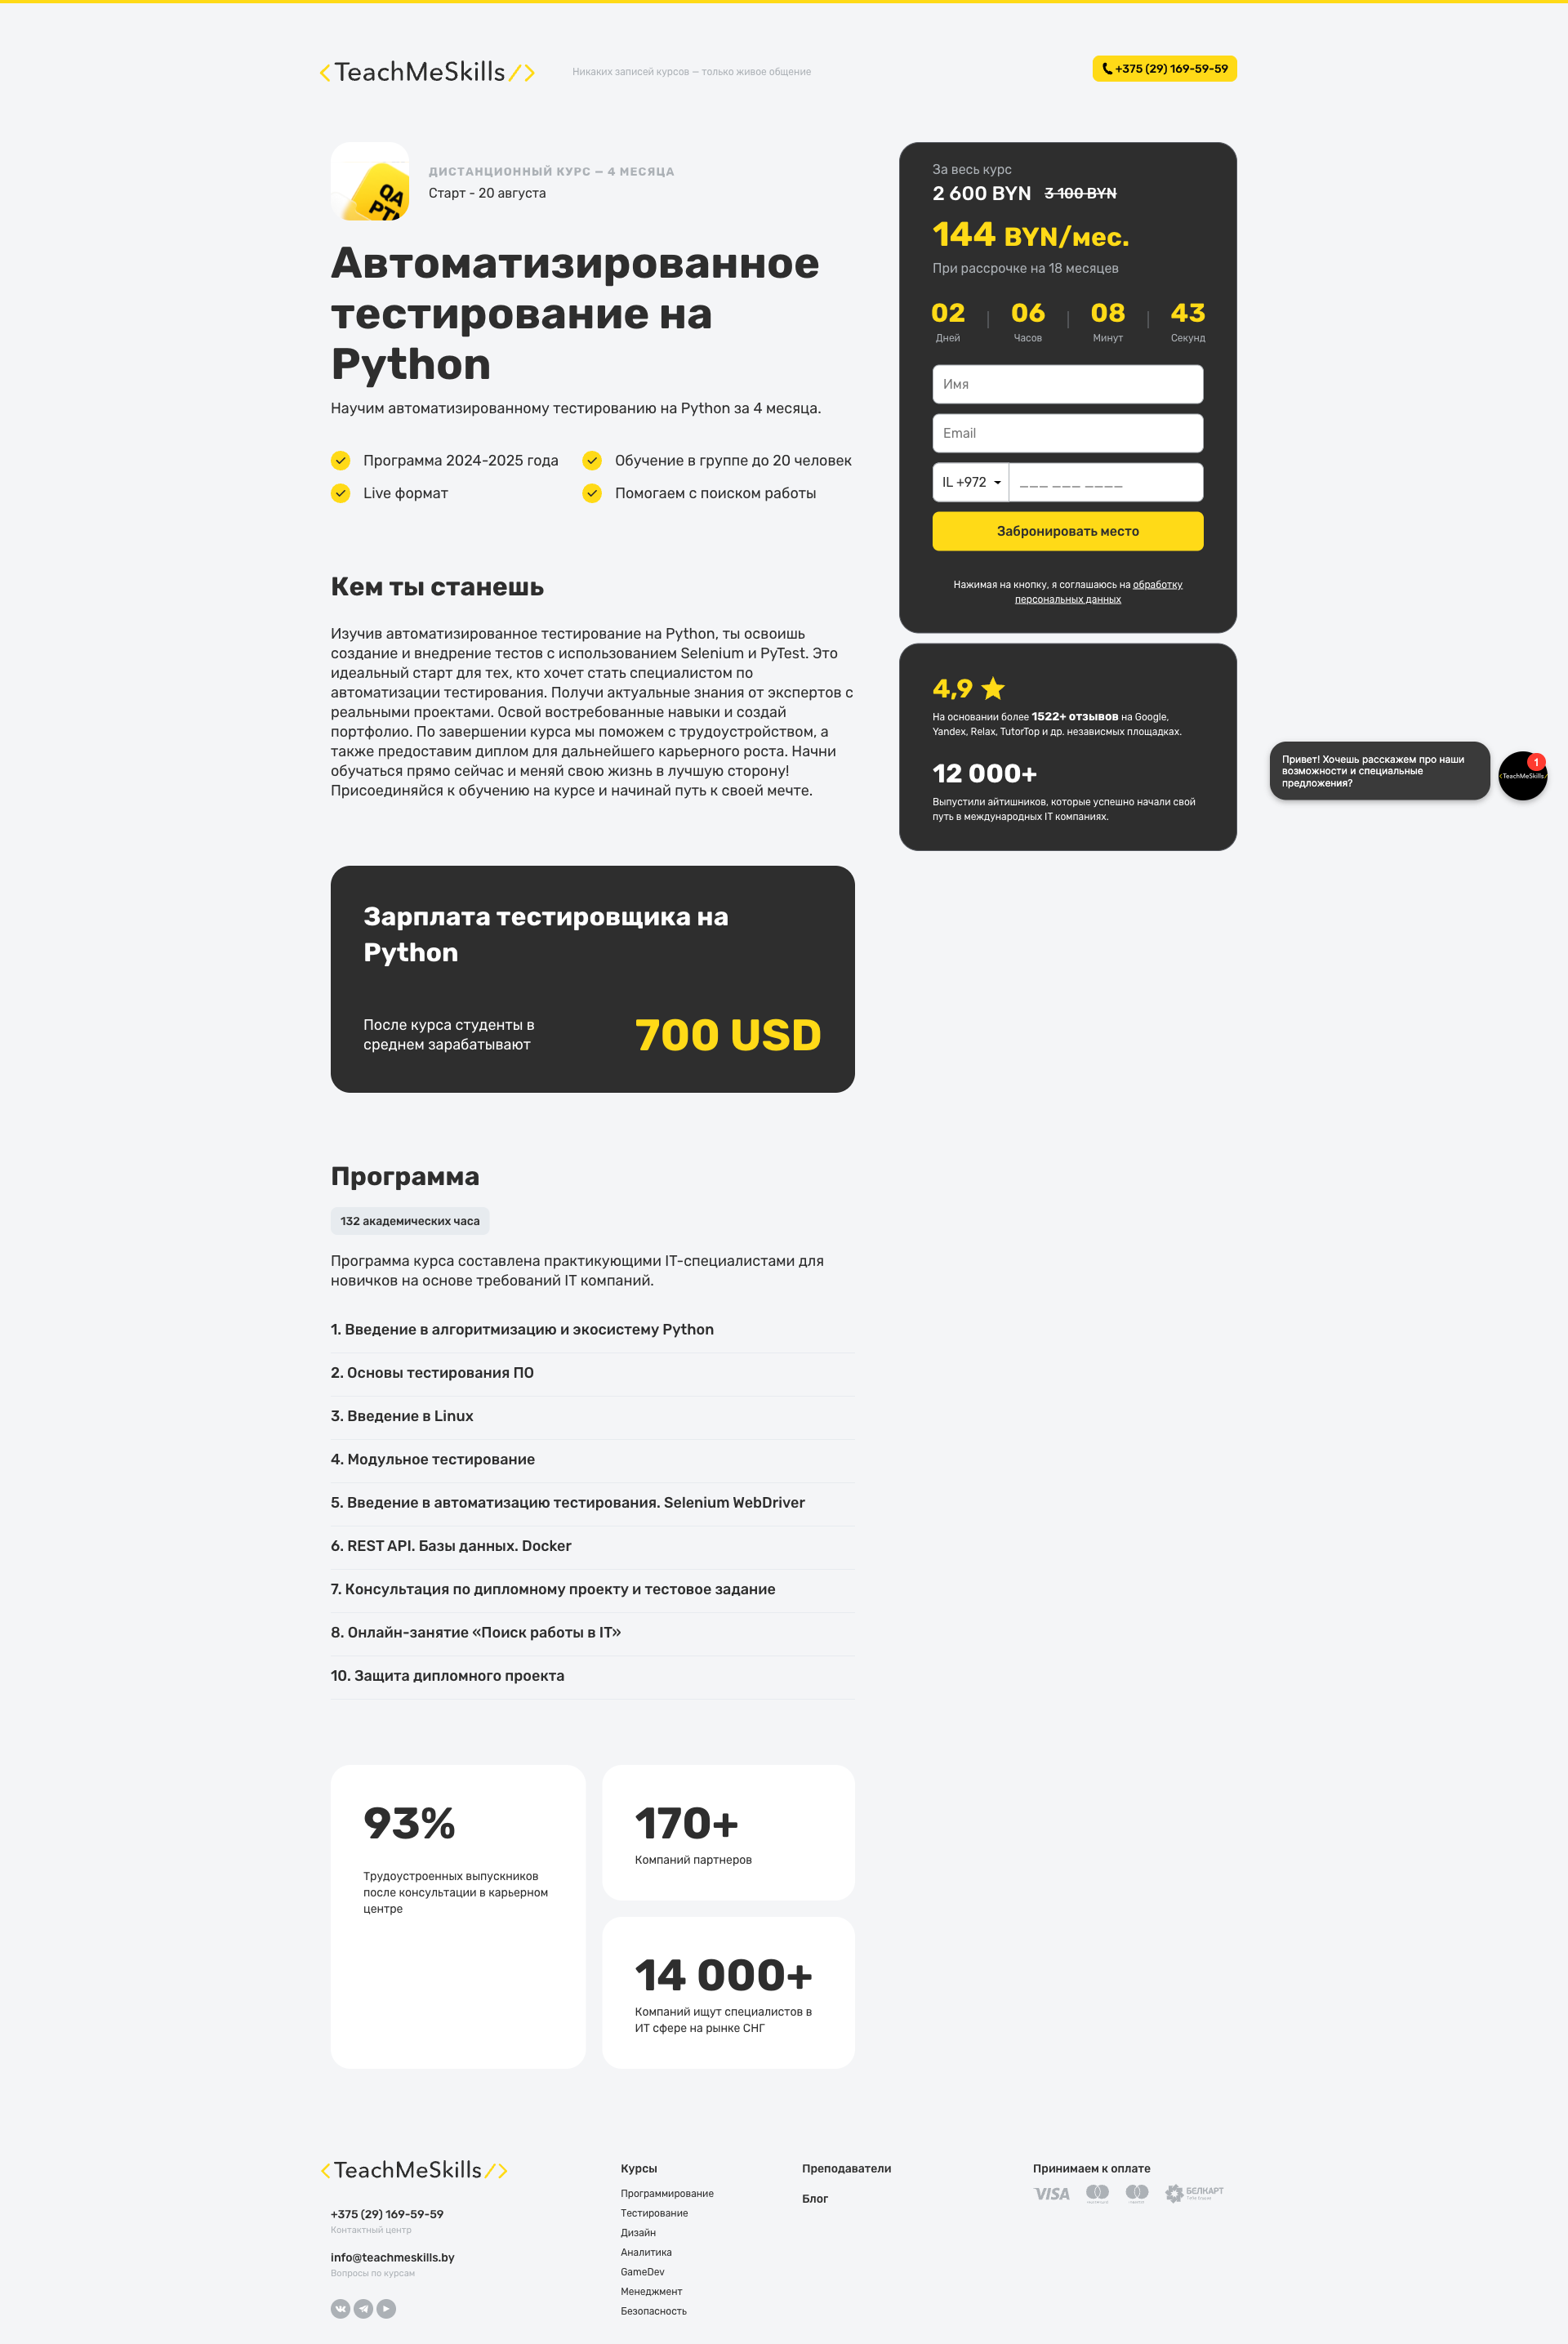 <TeachMeSkills/>
Никаких записей курсов — только живое общение
+375 (29) 169-59-59
QA
ДИСТАНЦИОННЫЙ КУРС — 4 МЕСЯЦА
Старт - 20 августа
Автоматизированное
тестирование на
Python
Научим автоматизированному тестированию на Python за 4 месяца.
Программа 2024-2025 года
Обучение в группе до 20 человек
Live формат
Помогаем с поиском работы
За весь курс
2 600 BYN 3 100 BYN
144 BYN/мес.
При рассрочке на 18 месяцев
02 | 06 | 08 | 43
Дней Часов Минут Секунд
Имя
Email
IL +972 ___ ___ ____
Забронировать место
Нажимая на кнопку, я соглашаюсь на обработку
персональных данных
4,9
На основании более 1522+ отзывов на Google,
Yandex, Relax, TutorTop и др. независмых площадках.
12 000+
Выпустили айтишников, которые успешно начали свой
путь в международных IT компаниях.
Привет! Хочешь расскажем про наши
возможности и специальные
предложения?
<TeachMeSkills/>
1
Кем ты станешь
Изучив автоматизированное тестирование на Python, ты освоишь
создание и внедрение тестов с использованием Selenium и PyTest. Это
идеальный старт для тех, кто хочет стать специалистом по
автоматизации тестирования. Получи актуальные знания от экспертов с
реальными проектами. Освой востребованные навыки и создай
портфолио. По завершении курса мы поможем с трудоустройством, а
также предоставим диплом для дальнейшего карьерного роста. Начни
обучаться прямо сейчас и меняй свою жизнь в лучшую сторону!
Присоединяйся к обучению на курсе и начинай путь к своей мечте.
Зарплата тестировщика на
Python
После курса студенты в
среднем зарабатывают
700 USD
Программа
132 академических часа
Программа курса составлена практикующими IT-специалистами для
новичков на основе требований IT компаний.
1. Введение в алгоритмизацию и экосистему Python
2. Основы тестирования ПО
3. Введение в Linux
4. Модульное тестирование
5. Введение в автоматизацию тестирования. Selenium WebDriver
6. REST API. Базы данных. Docker
7. Консультация по дипломному проекту и тестовое задание
8. Онлайн-занятие «Поиск работы в IT»
10. Защита дипломного проекта
93%
Трудоустроенных выпускников
после консультации в карьерном
центре
170+
Компаний партнеров
14 000+
Компаний ищут специалистов в
ИТ сфере на рынке СНГ
<TeachMeSkills/>
+375 (29) 169-59-59
Контактный центр
info@teachmeskills.by
Вопросы по курсам
Курсы
Программирование
Тестирование
Дизайн
Аналитика
GameDev
Менеджмент
Безопасность
Преподаватели
Блог
Принимаем к оплате
VISA
БЕЛКАРТ